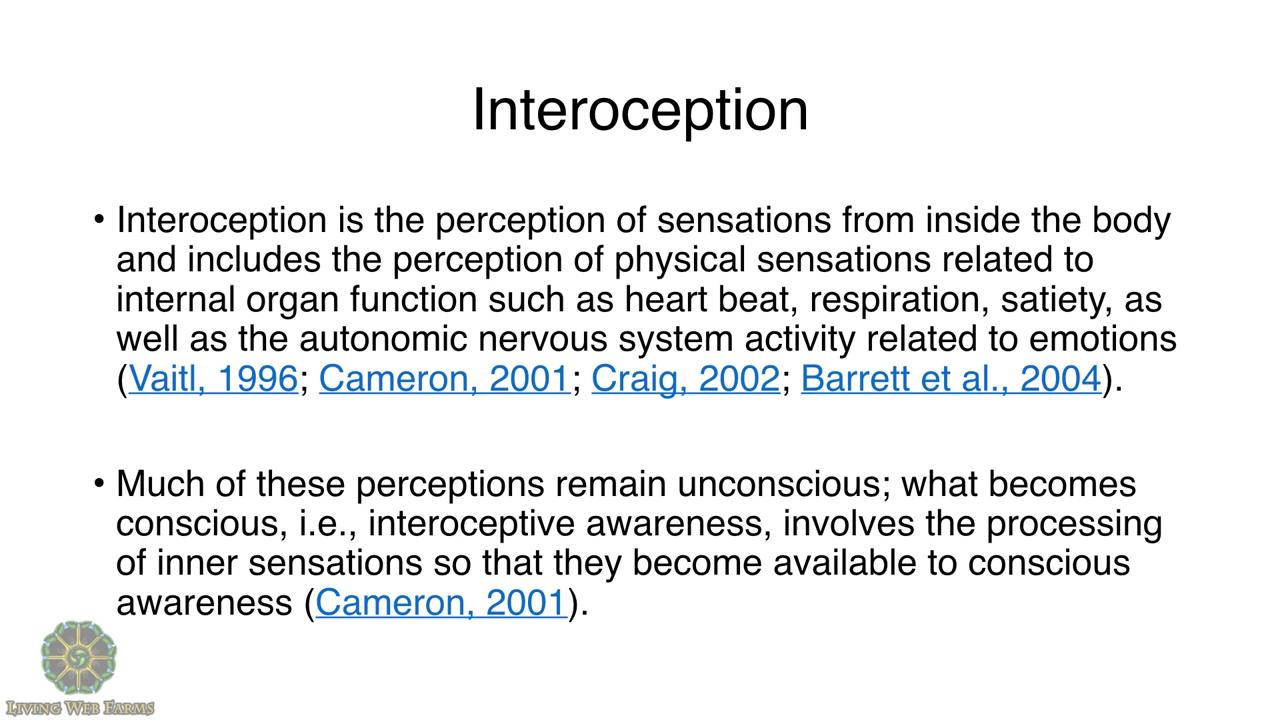 Interoception
• Interoception is the perception of sensations from inside the body
and includes the perception of physical sensations related to
internal organ function such as heart beat, respiration, satiety, as
well as the autonomic nervous system activity related to emotions
(Vaitl, 1996; Cameron, 2001; Craig, 2002; Barrett et al., 2004).
• Much of these perceptions remain unconscious; what becomes
conscious, i.e., interoceptive awareness, involves the processing
of inner sensations so that they become available to conscious
awareness (Cameron, 2001).
Living Web Farms